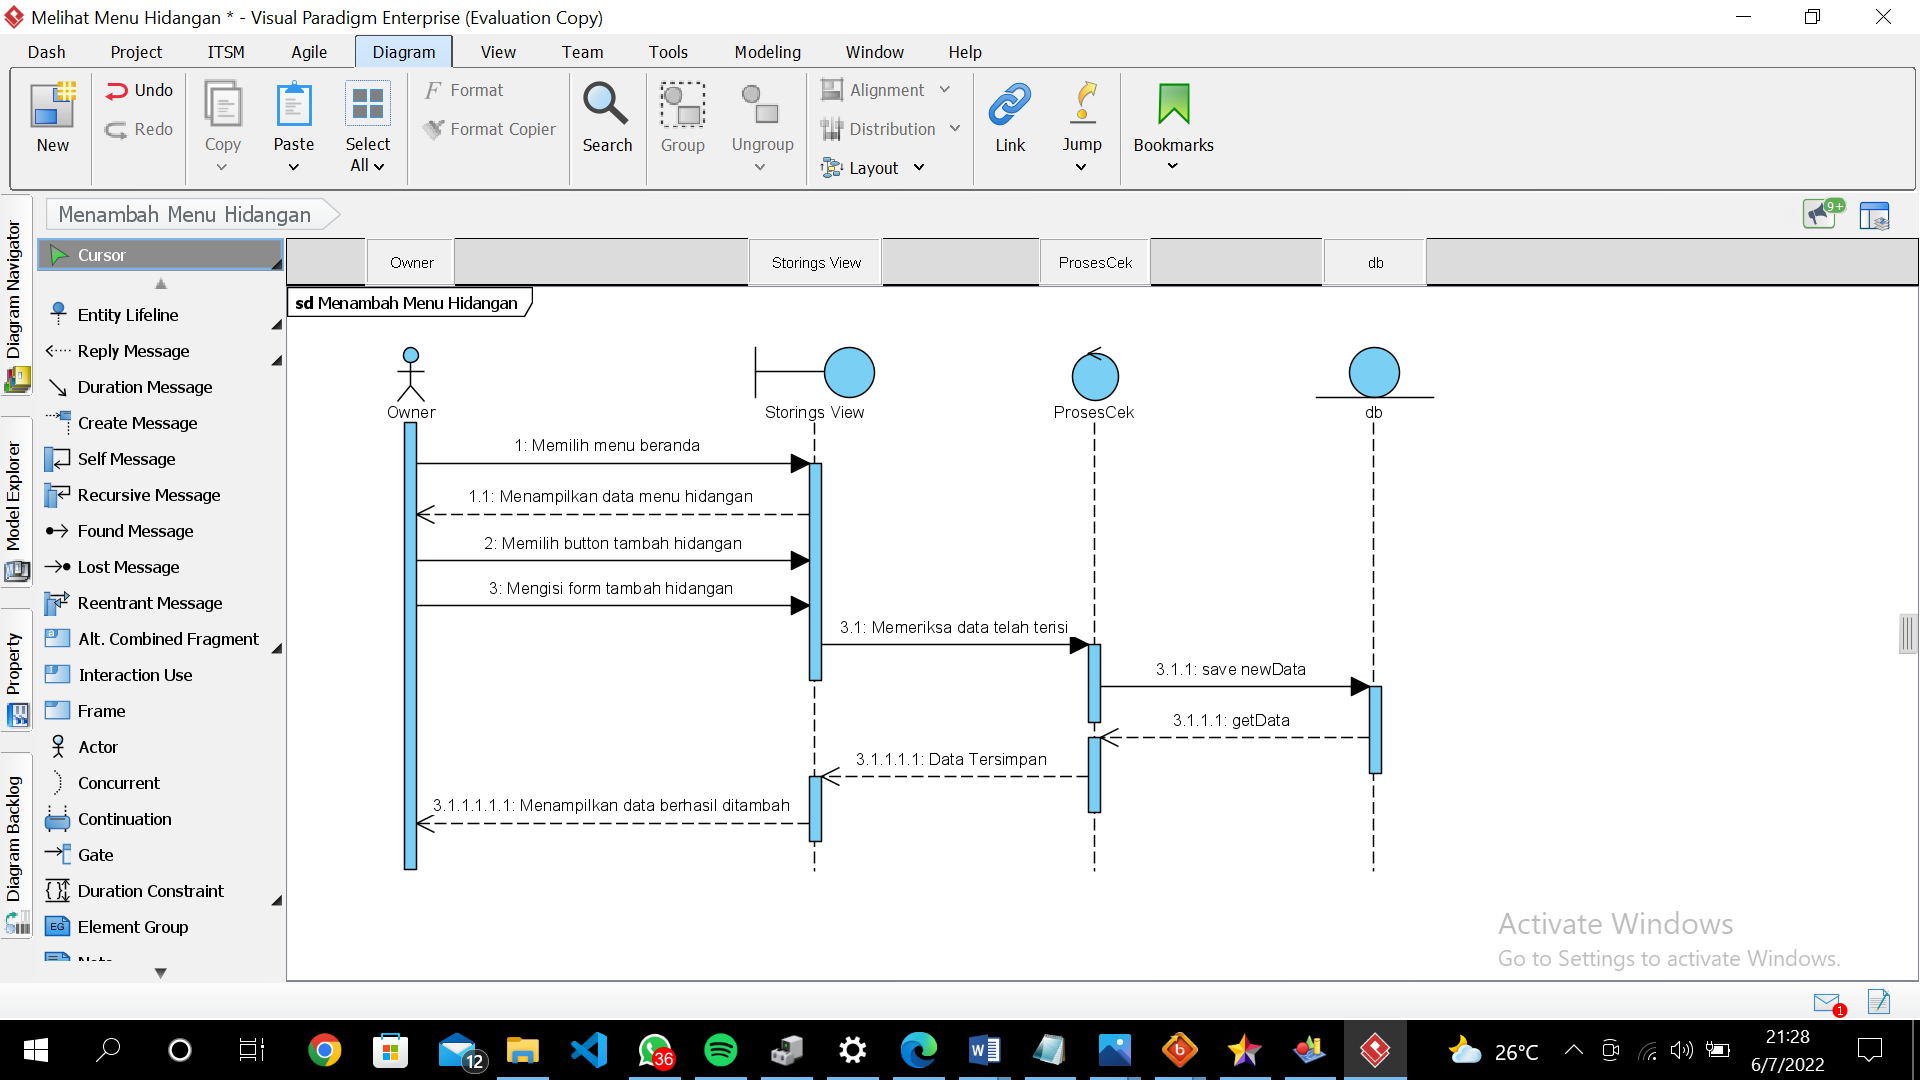 Melihat Menu Hidangan * - Visual Paradigm Enterprise (Evaluation Copy)
Dash Project ITSM Agile Diagram View Team Tools Modeling Window Help
New
Undo
Redo
Copy
Paste
Select
All
Format
Format Copier
Search
Group
Ungroup
Alignment
Distribution
Layout
Link
Jump
Bookmarks
Diagram Navigator
Model Explorer
Property
Diagram Backlog
Menambah Menu Hidangan
9+
Cursor
Entity Lifeline
Reply Message
Duration Message
Create Message
Self Message
Recursive Message
Found Message
Lost Message
Reentrant Message
Alt. Combined Fragment
Interaction Use
Frame
Actor
Concurrent
Continuation
Gate
Duration Constraint
EG Element Group
Owner Storings View ProsesCek db
sd Menambah Menu Hidangan
Owner Storings View ProsesCek db
1: Memilih menu beranda
1.1: Menampilkan data menu hidangan
2: Memilih button tambah hidangan
3: Mengisi form tambah hidangan
3.1: Memeriksa data telah terisi
3.1.1: save newData
3.1.1.1: getData
3.1.1.1.1: Data Tersimpan
3.1.1.1.1.1: Menampilkan data berhasil ditambah
Activate Windows
Go to Settings to activate Windows.
1
12
36
26°C
21:28
6/7/2022